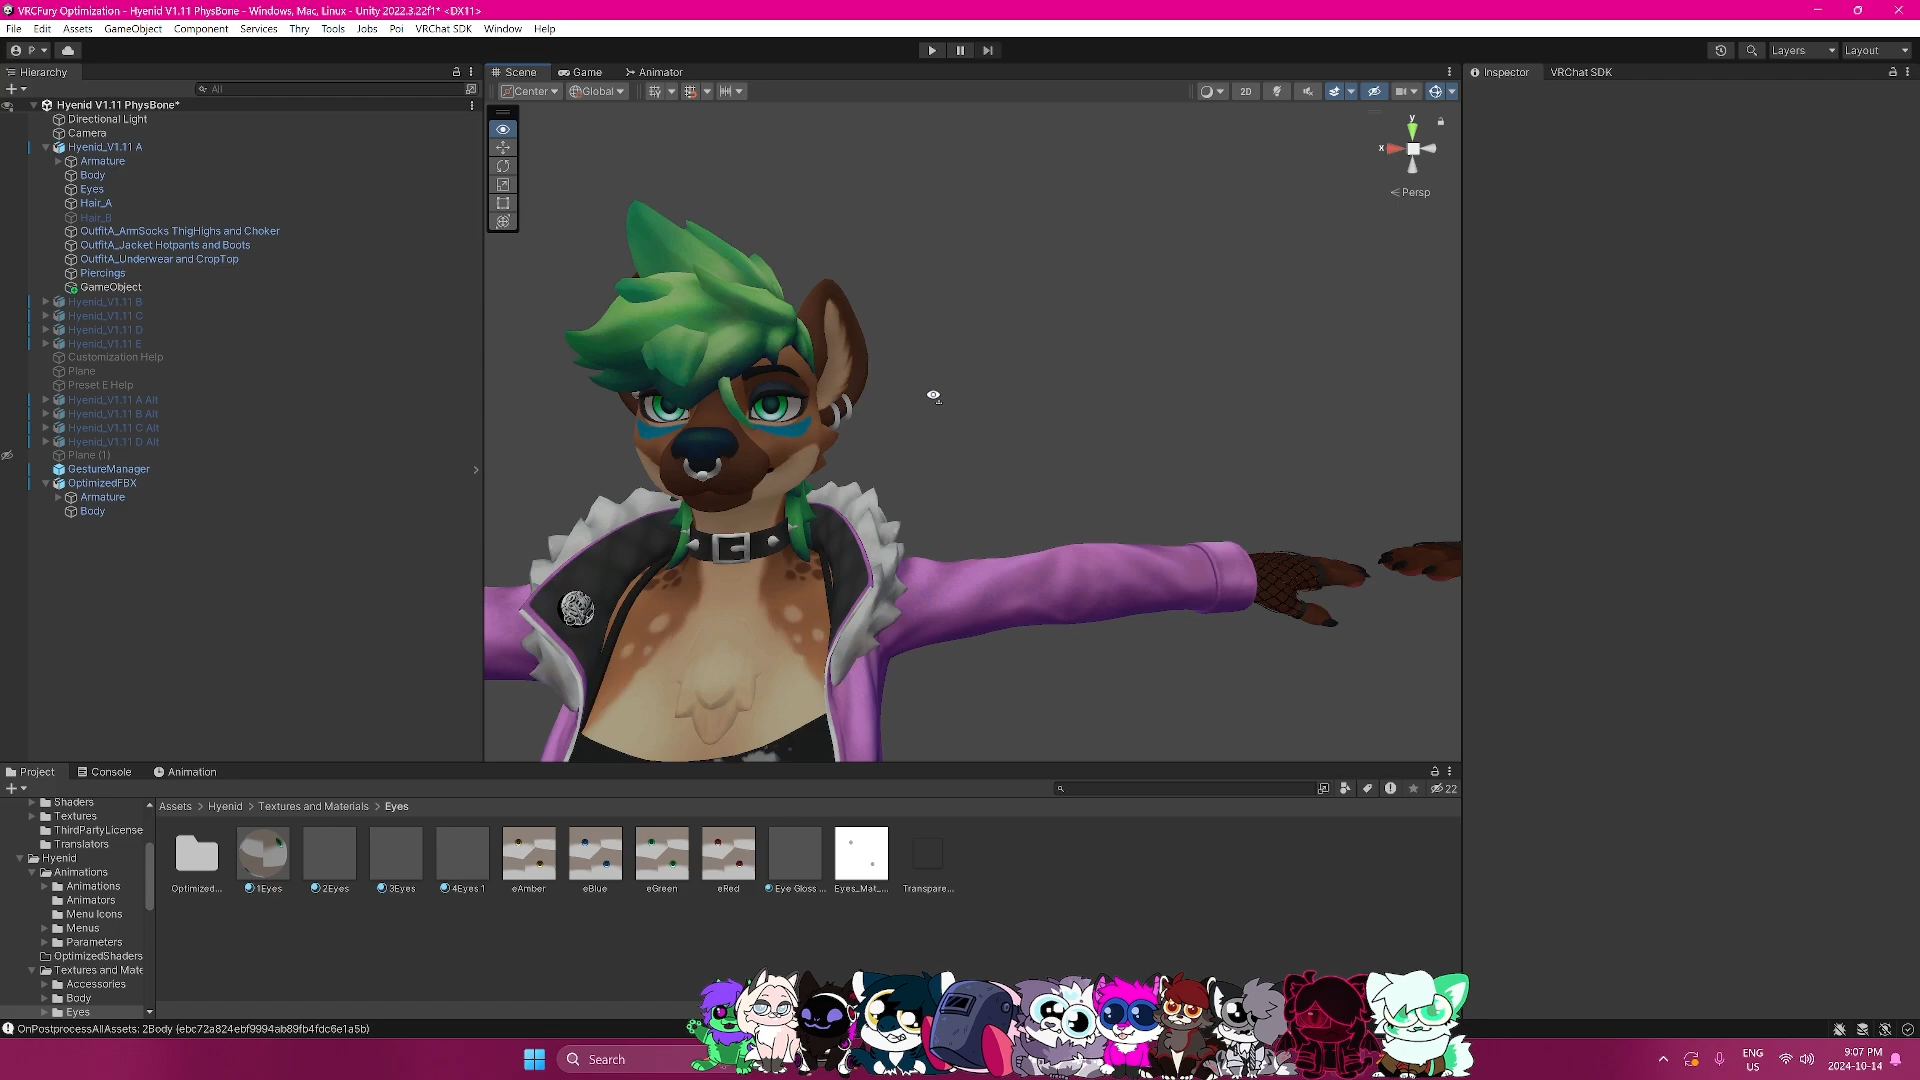 VRCFury Optimization - Hyenid V1.11 PhysBone - Windows, Mac, Linux - Unity 2022.3.22f1* <DX11>
File Edit Assets GameObject Component Services Thry Tools Jobs Poi VRChat SDK Window Help
P Layers Layout
Hierarchy Scene Game Animator Inspector VRChat SDK
All Center Global 2D
Hyenid V1.11 PhysBone*
Directional Light
Camera
Hyenid_V1.11 A
Armature
Body
Eyes
Hair_A
Hair_B
OutfitA_ArmSocks ThigHighs and Choker
OutfitA_Jacket Hotpants and Boots
OutfitA_Underwear and CropTop
Piercings
GameObject
Hyenid_V1.11 B
Hyenid_V1.11 C
Hyenid_V1.11 D
Hyenid_V1.11 E
Customization Help
Plane
Preset E Help
Hyenid_V1.11 A Alt
Hyenid_V1.11 B Alt
Hyenid_V1.11 C Alt
Hyenid_V1.11 D Alt
Plane (1)
GestureManager
OptimizedFBX
Armature
Body
y
x
Persp
Project Console Animation
22
Shaders
Textures
ThirdPartyLicense
Translators
Hyenid
Animations
Animations
Animators
Menu Icons
Menus
Parameters
OptimizedShaders
Textures and Mate
Accessories
Body
Eyes
Assets > Hyenid > Textures and Materials > Eyes
Optimized... 1Eyes 2Eyes 3Eyes 4Eyes 1 eAmber eBlue eGreen eRed Eye Gloss ... Eyes_Mat_... Transpare...
OnPostprocessAllAssets: 2Body (ebc72a824ebf9994ab89fb4fdc6e1a5b)
Search
ENG
US
9:07 PM
2024-10-14